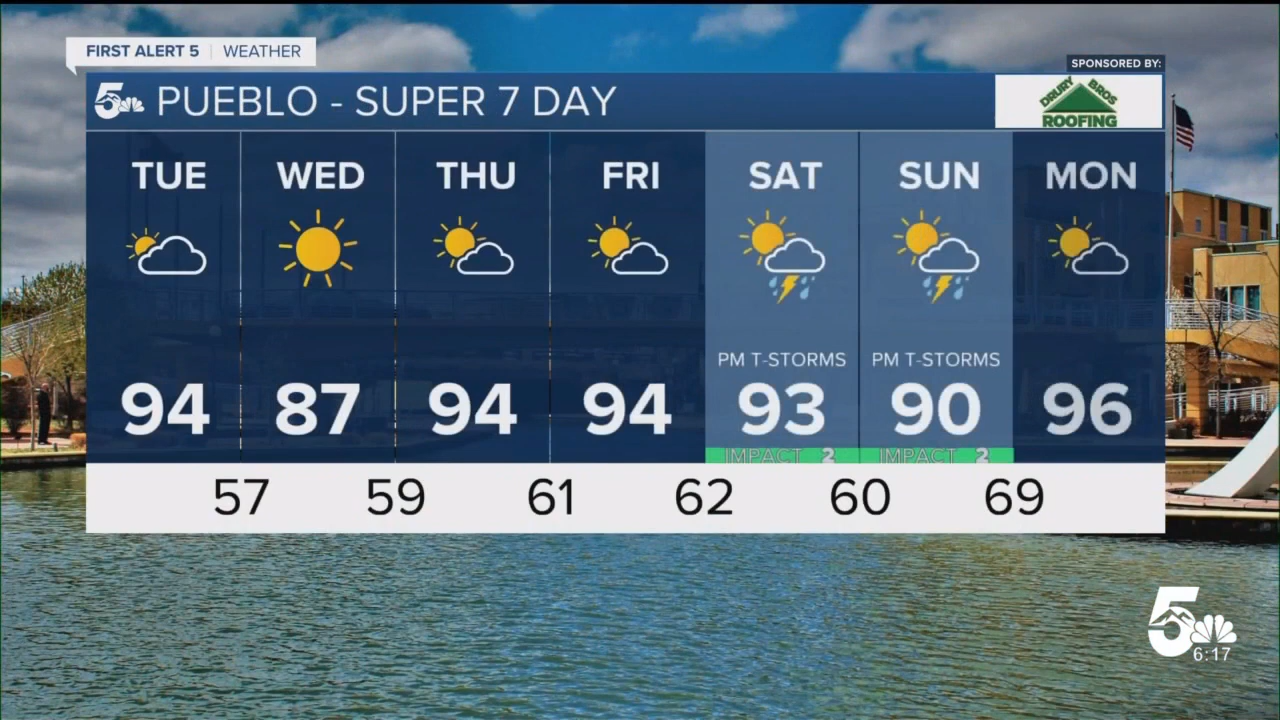 FIRST ALERT 5 | WEATHER
SPONSORED BY:
5 PUEBLO - SUPER 7 DAY
DRURY BROS
ROOFING
TUE WED THU FRI SAT SUN MON
PM T-STORMS PM T-STORMS
94 87 94 94 93 90 96
IMPACT 2 IMPACT 2
57 59 61 62 60 69
5
6:17